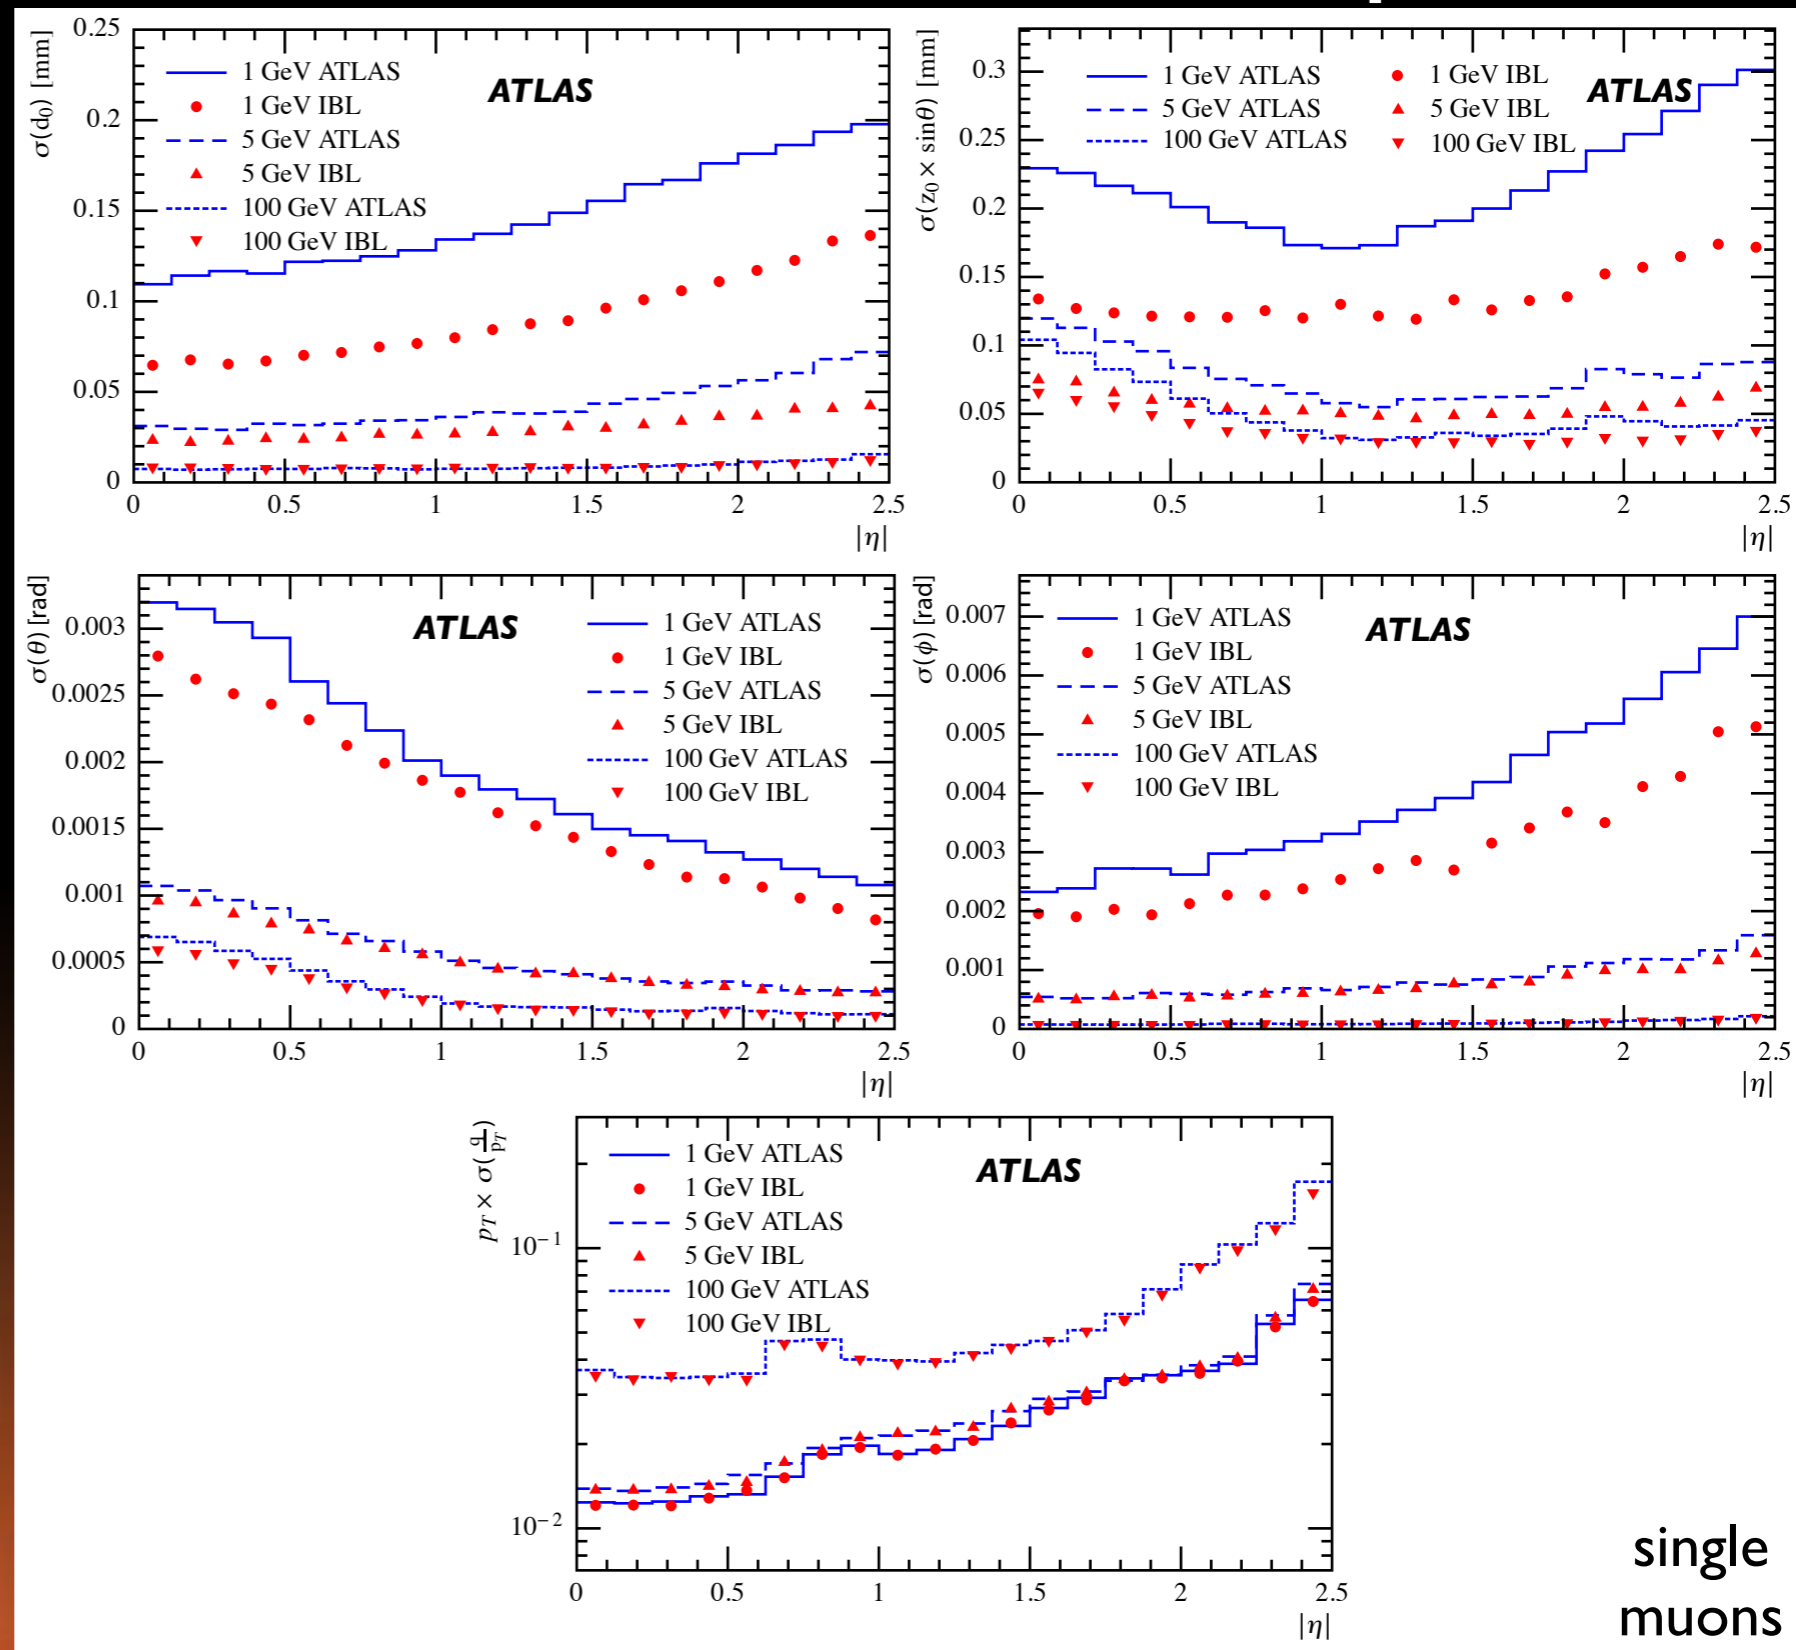 σ(d₀) [mm]
0.25
0.2
0.15
0.1
0.05
0
1 GeV ATLAS
1 GeV IBL
5 GeV ATLAS
5 GeV IBL
100 GeV ATLAS
100 GeV IBL
ATLAS
0 0.5 1 1.5 2 2.5
|η|
σ(z₀ × sinθ) [mm]
0.3
0.25
0.2
0.15
0.1
0.05
0
1 GeV ATLAS 1 GeV IBL
5 GeV ATLAS 5 GeV IBL
100 GeV ATLAS 100 GeV IBL
ATLAS
0 0.5 1 1.5 2 2.5
|η|
σ(θ) [rad]
0.003
0.0025
0.002
0.0015
0.001
0.0005
0
ATLAS
1 GeV ATLAS
1 GeV IBL
5 GeV ATLAS
5 GeV IBL
100 GeV ATLAS
100 GeV IBL
0 0.5 1 1.5 2 2.5
|η|
σ(ϕ) [rad]
0.007
0.006
0.005
0.004
0.003
0.002
0.001
0
1 GeV ATLAS
1 GeV IBL
5 GeV ATLAS
5 GeV IBL
100 GeV ATLAS
100 GeV IBL
ATLAS
0 0.5 1 1.5 2 2.5
|η|
p_T × σ(q/p_T)
10⁻¹
10⁻²
1 GeV ATLAS
1 GeV IBL
5 GeV ATLAS
5 GeV IBL
100 GeV ATLAS
100 GeV IBL
ATLAS
0 0.5 1 1.5 2 2.5
|η|
single
muons